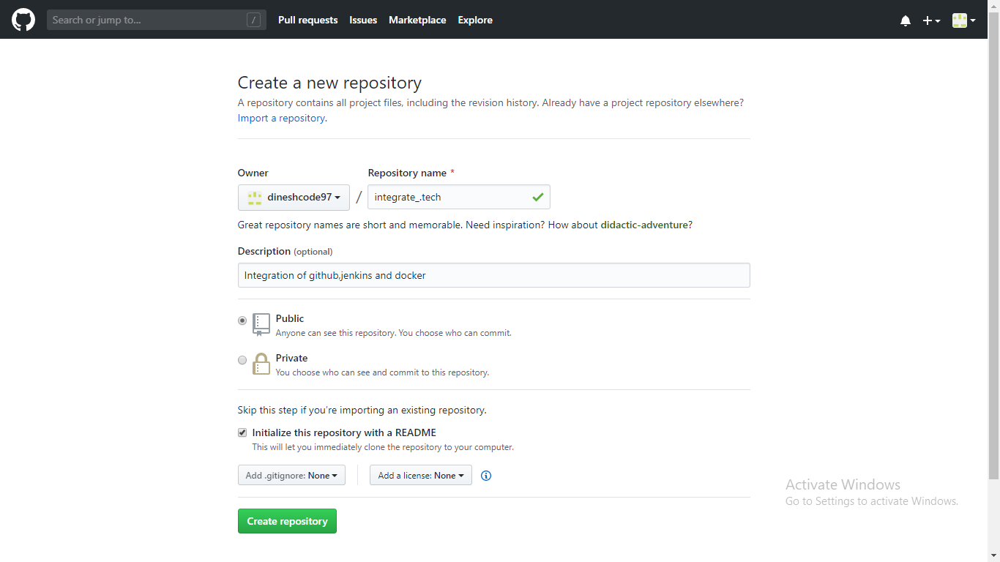 Search or jump to... /
Pull requests Issues Marketplace Explore
Create a new repository
A repository contains all project files, including the revision history. Already have a project repository elsewhere?
Import a repository.
Owner Repository name *
dineshcode97 / integrate_.tech
Great repository names are short and memorable. Need inspiration? How about didactic-adventure?
Description (optional)
Integration of github,jenkins and docker
Public
Anyone can see this repository. You choose who can commit.
Private
You choose who can see and commit to this repository.
Skip this step if you’re importing an existing repository.
Initialize this repository with a README
This will let you immediately clone the repository to your computer.
Add .gitignore: None Add a license: None
Create repository
Activate Windows
Go to Settings to activate Windows.